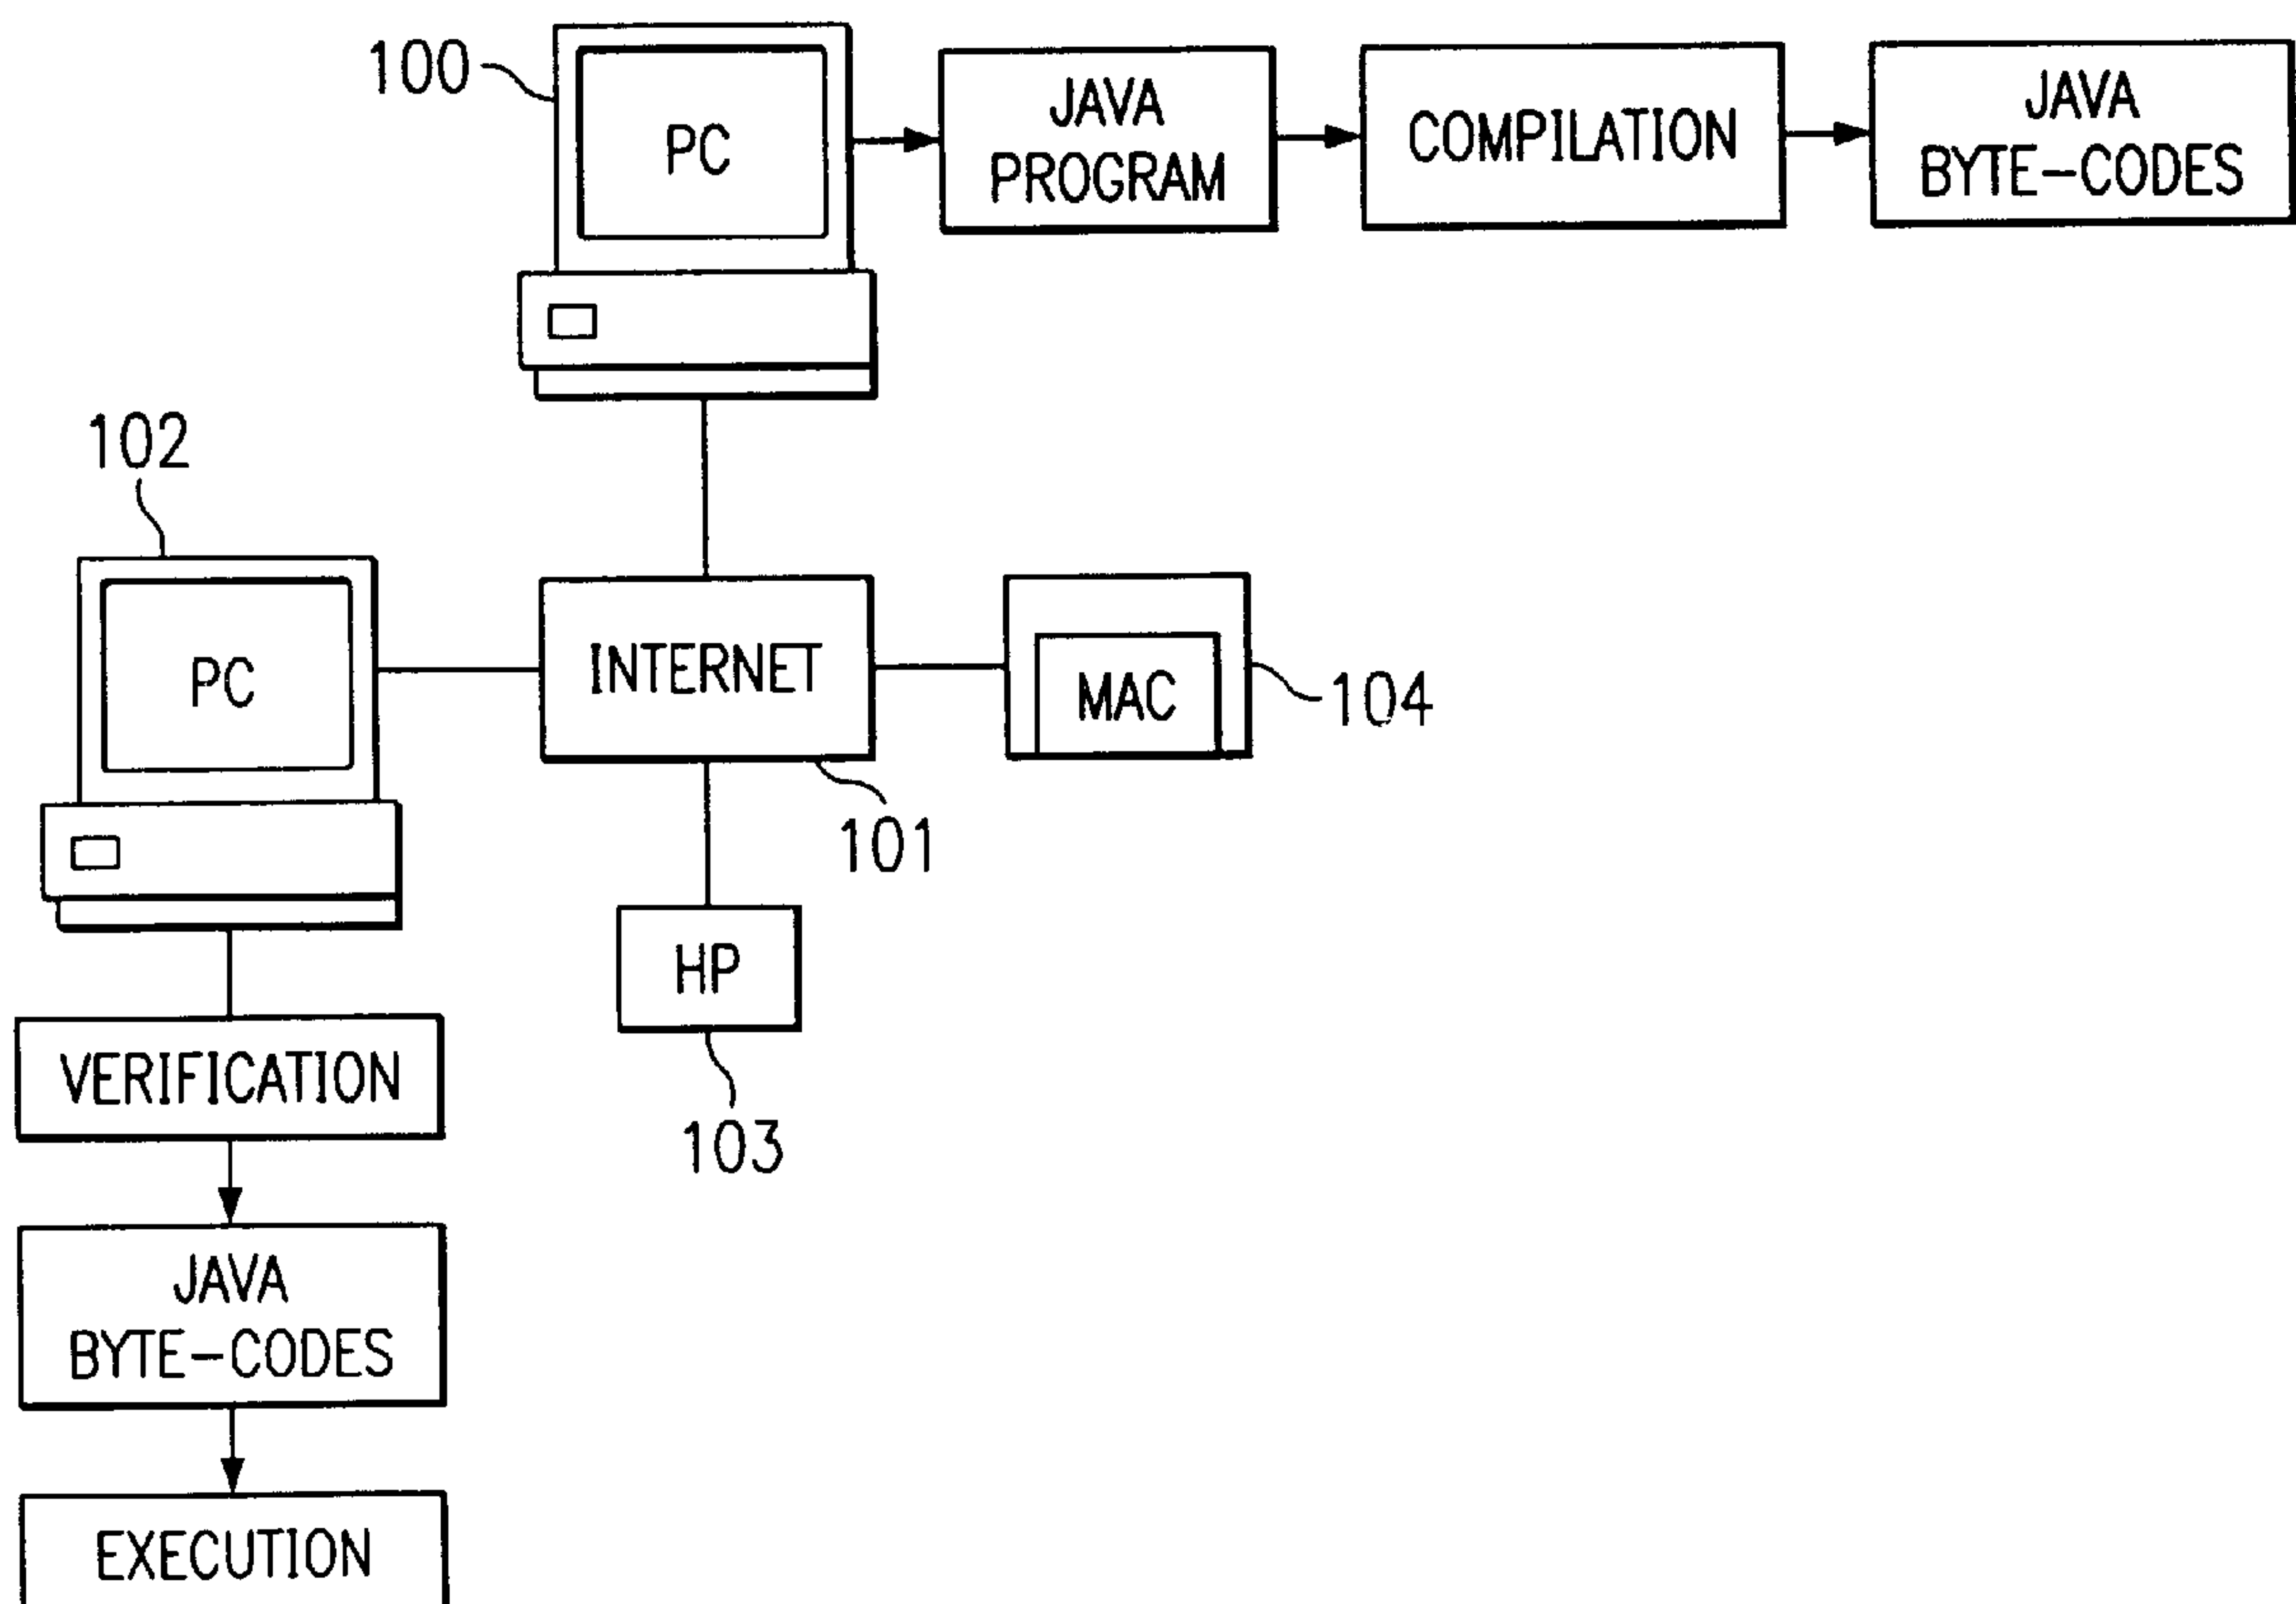 100
PC
JAVA
PROGRAM
COMPILATION
JAVA
BYTE-CODES
102
PC
INTERNET
MAC
104
101
HP
103
VERIFICATION
JAVA
BYTE-CODES
EXECUTION